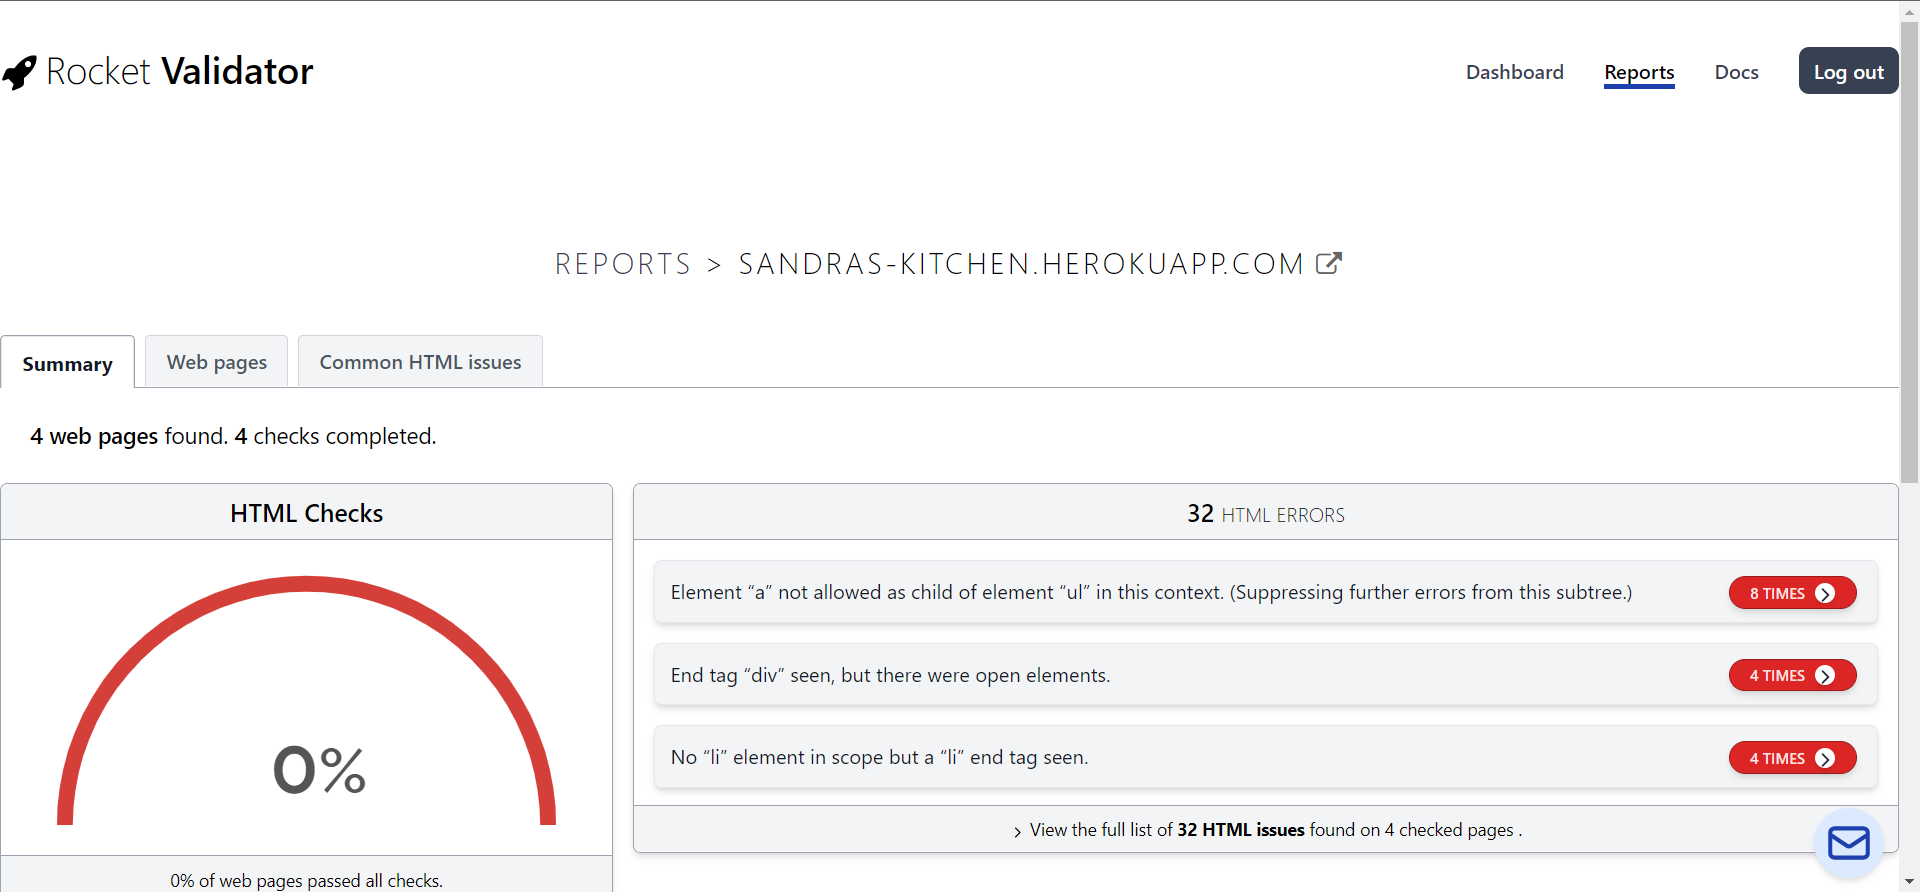 Rocket Validator
Dashboard
Reports
Docs
Log out
REPORTS > SANDRAS-KITCHEN.HEROKUAPP.COM
Summary
Web pages
Common HTML issues
4 web pages found. 4 checks completed.
HTML Checks
0%
0% of web pages passed all checks.
32 HTML ERRORS
Element “a” not allowed as child of element “ul” in this context. (Suppressing further errors from this subtree.)
8 TIMES
End tag “div” seen, but there were open elements.
4 TIMES
No “li” element in scope but a “li” end tag seen.
4 TIMES
View the full list of 32 HTML issues found on 4 checked pages .